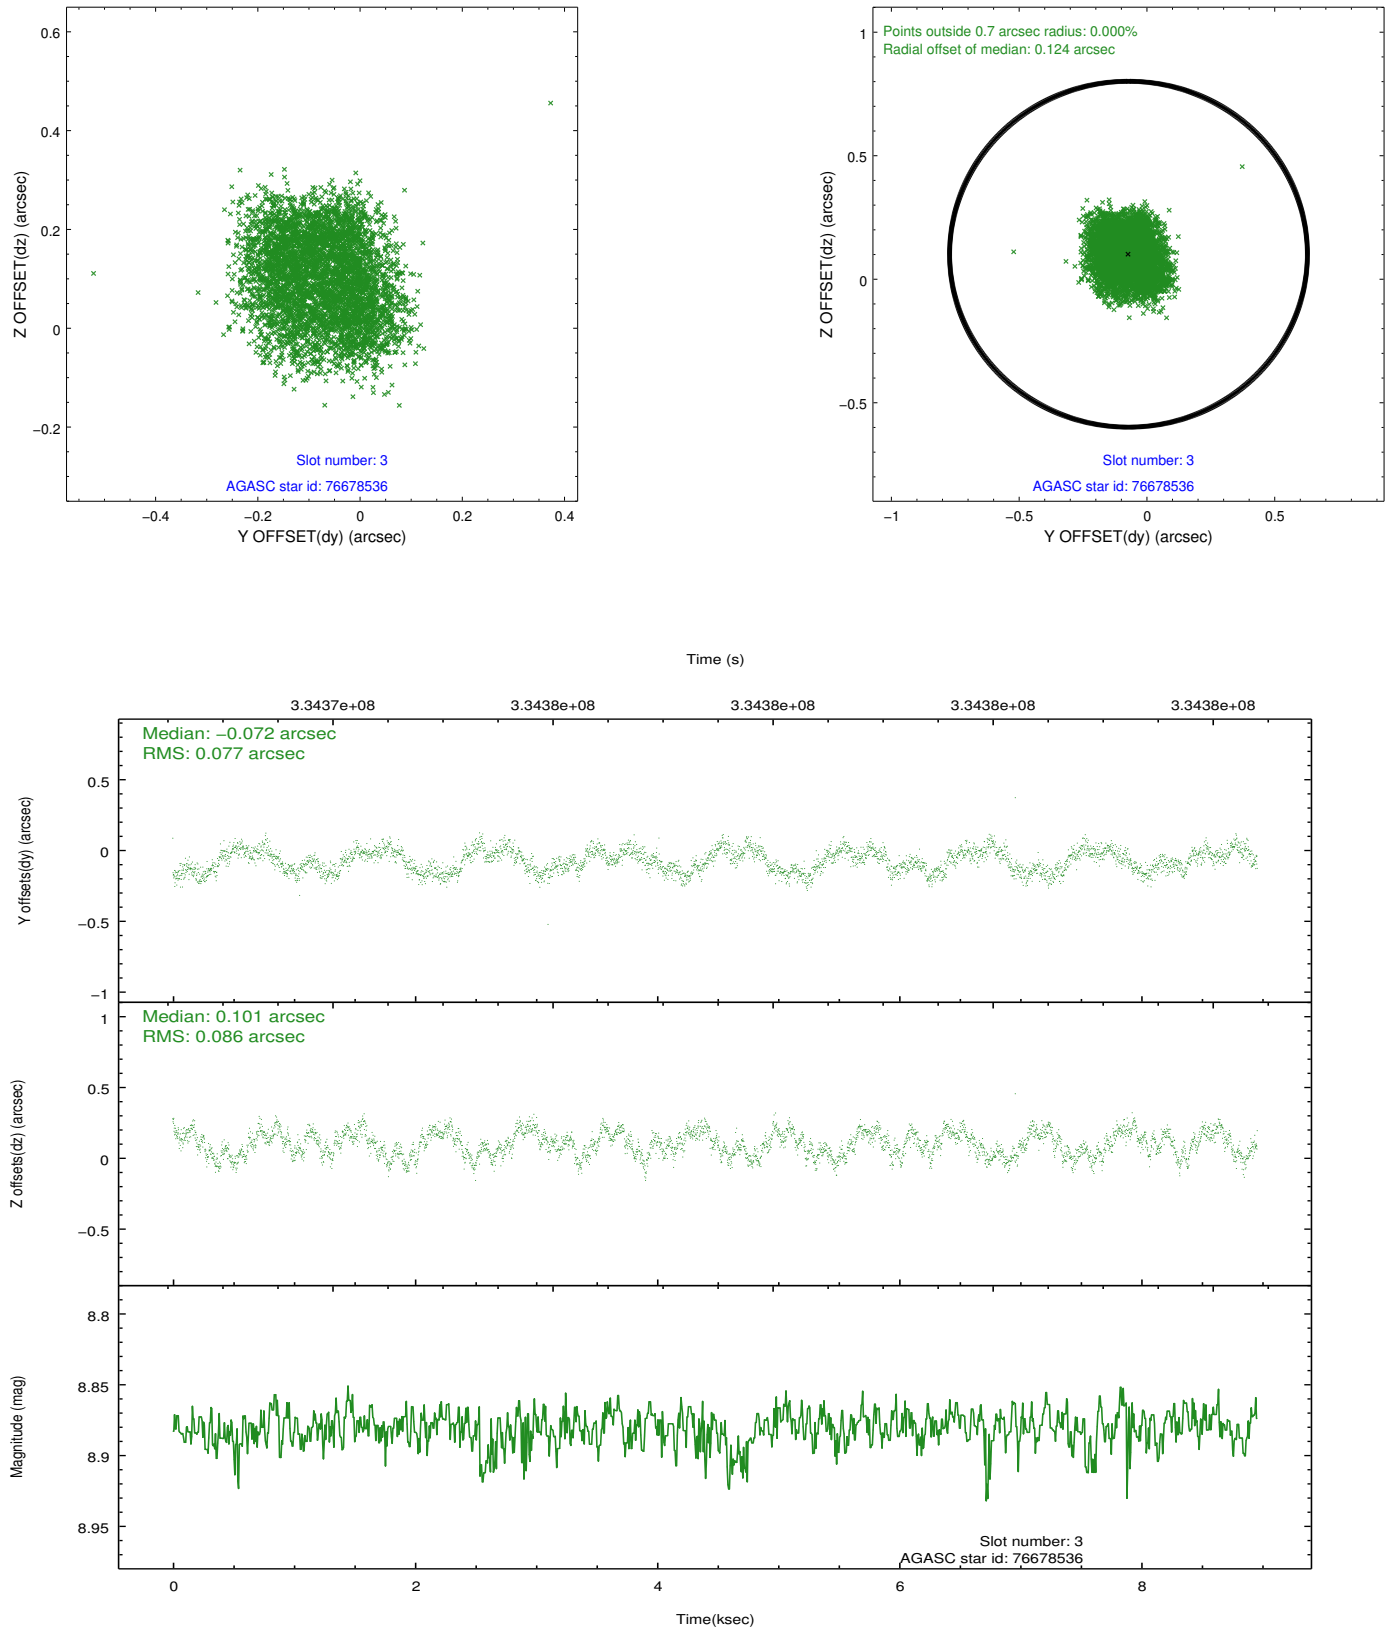 0.6
0.4
0.2
0
−0.2
−0.4
−0.2
0
0.2
0.4
Z OFFSET(dz) (arcsec)
Y OFFSET(dy) (arcsec)
Slot number: 3
AGASC star id: 76678536
Points outside 0.7 arcsec radius: 0.000%
Radial offset of median: 0.124 arcsec
1
0.5
0
−0.5
−1
−0.5
0
0.5
Z OFFSET(dz) (arcsec)
Y OFFSET(dy) (arcsec)
Slot number: 3
AGASC star id: 76678536
Time (s)
3.3437e+08
3.3438e+08
3.3438e+08
3.3438e+08
3.3438e+08
Median: −0.072 arcsec
RMS: 0.077 arcsec
0.5
0
−0.5
−1
Y offsets(dy) (arcsec)
Median: 0.101 arcsec
RMS: 0.086 arcsec
1
0.5
0
−0.5
Z offsets(dz) (arcsec)
8.8
8.85
8.9
8.95
Magnitude (mag)
Slot number: 3
AGASC star id: 76678536
0
2
4
6
8
Time(ksec)